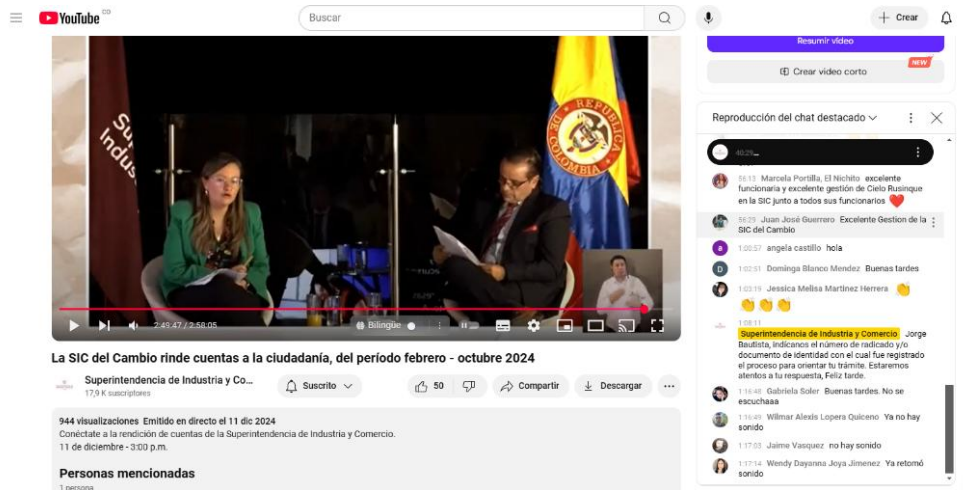 YouTube CO
Buscar
Crear
Su
Indus
REPUBLICA
COLOMBIA
2:49:47 / 2:58:05
Bilingüe
La SIC del Cambio rinde cuentas a la ciudadanía, del período febrero - octubre 2024
Superintendencia de Industria y Co...
17,9 K suscriptores
Suscrito
50
Compartir
Descargar
944 visualizaciones Emitido en directo el 11 dic 2024
Conéctate a la rendición de cuentas de la Superintendencia de Industria y Comercio.
11 de diciembre - 3:00 p.m.
Personas mencionadas
1 persona
Resumir video
Crear video corto
NEW
Reproducción del chat destacado
40:29
56:13 Marcela Portilla, El Nichito excelente
funcionaria y excelente gestión de Cielo Rusinque
en la SIC junto a todos sus funcionarios ❤️
56:29 Juan José Guerrero Excelente Gestion de la
SIC del Cambio
a 1:00:57 angela castillo hola
D 1:02:51 Dominga Blanco Mendez Buenas tardes
1:03:19 Jessica Melisa Martinez Herrera 👏
👏👏👏
1:08:11
Superintendencia de Industria y Comercio Jorge
Bautista, indícanos el número de radicado y/o
documento de identidad con el cual fue registrado
el proceso para orientar tu trámite. Estaremos
atentos a tu respuesta, Feliz tarde.
1:16:48 Gabriela Soler Buenas tardes. No se
escuchaaa
1:16:49 Wilmar Alexis Lopera Quiceno Ya no hay
sonido
1:17:03 Jaime Vasquez no hay sonido
1:17:14 Wendy Dayanna Joya Jimenez Ya retomó
sonido